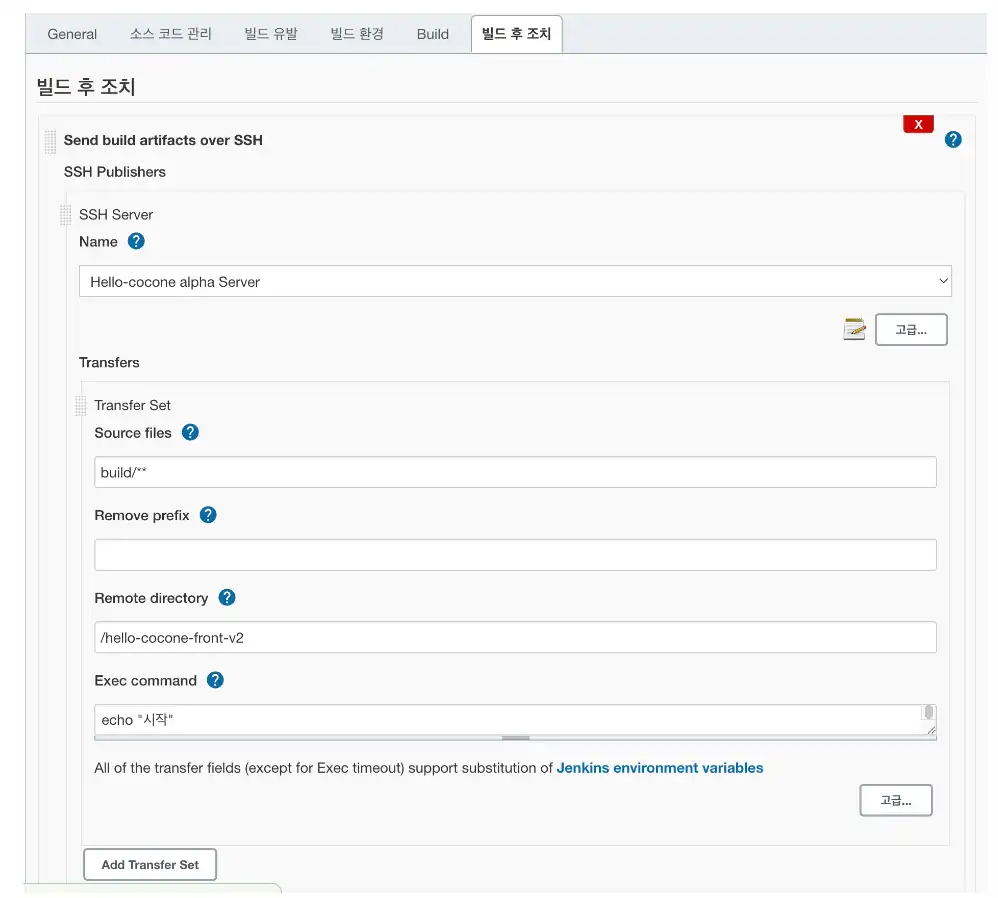 General 소스 코드 관리 빌드 유발 빌드 환경 Build 빌드 후 조치
빌드 후 조치
X
Send build artifacts over SSH ?
SSH Publishers
SSH Server
Name ?
Hello-cocone alpha Server
고급...
Transfers
Transfer Set
Source files ?
build/**
Remove prefix ?
Remote directory ?
/hello-cocone-front-v2
Exec command ?
echo "시작"
All of the transfer fields (except for Exec timeout) support substitution of Jenkins environment variables
고급...
Add Transfer Set